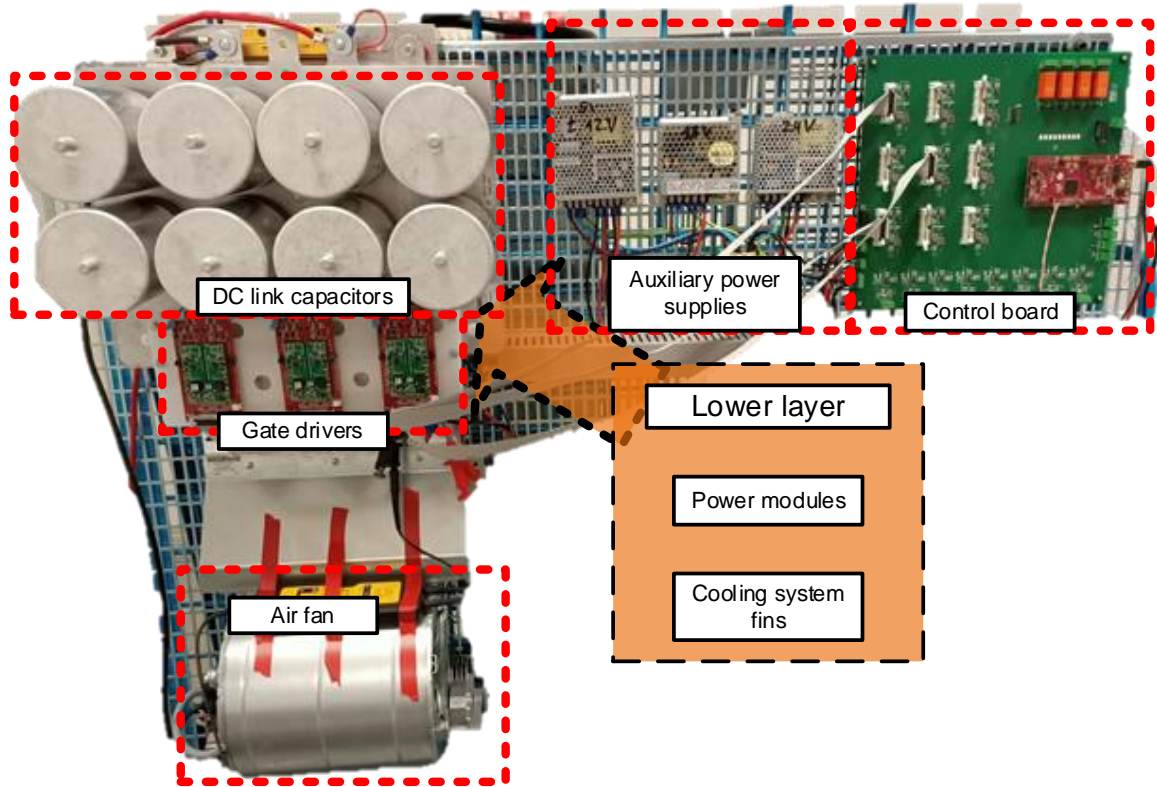 ± 12V
24V
DC link capacitors
Auxiliary power
supplies
Control board
Gate drivers
Lower layer
Power modules
Cooling system
fins
Air fan